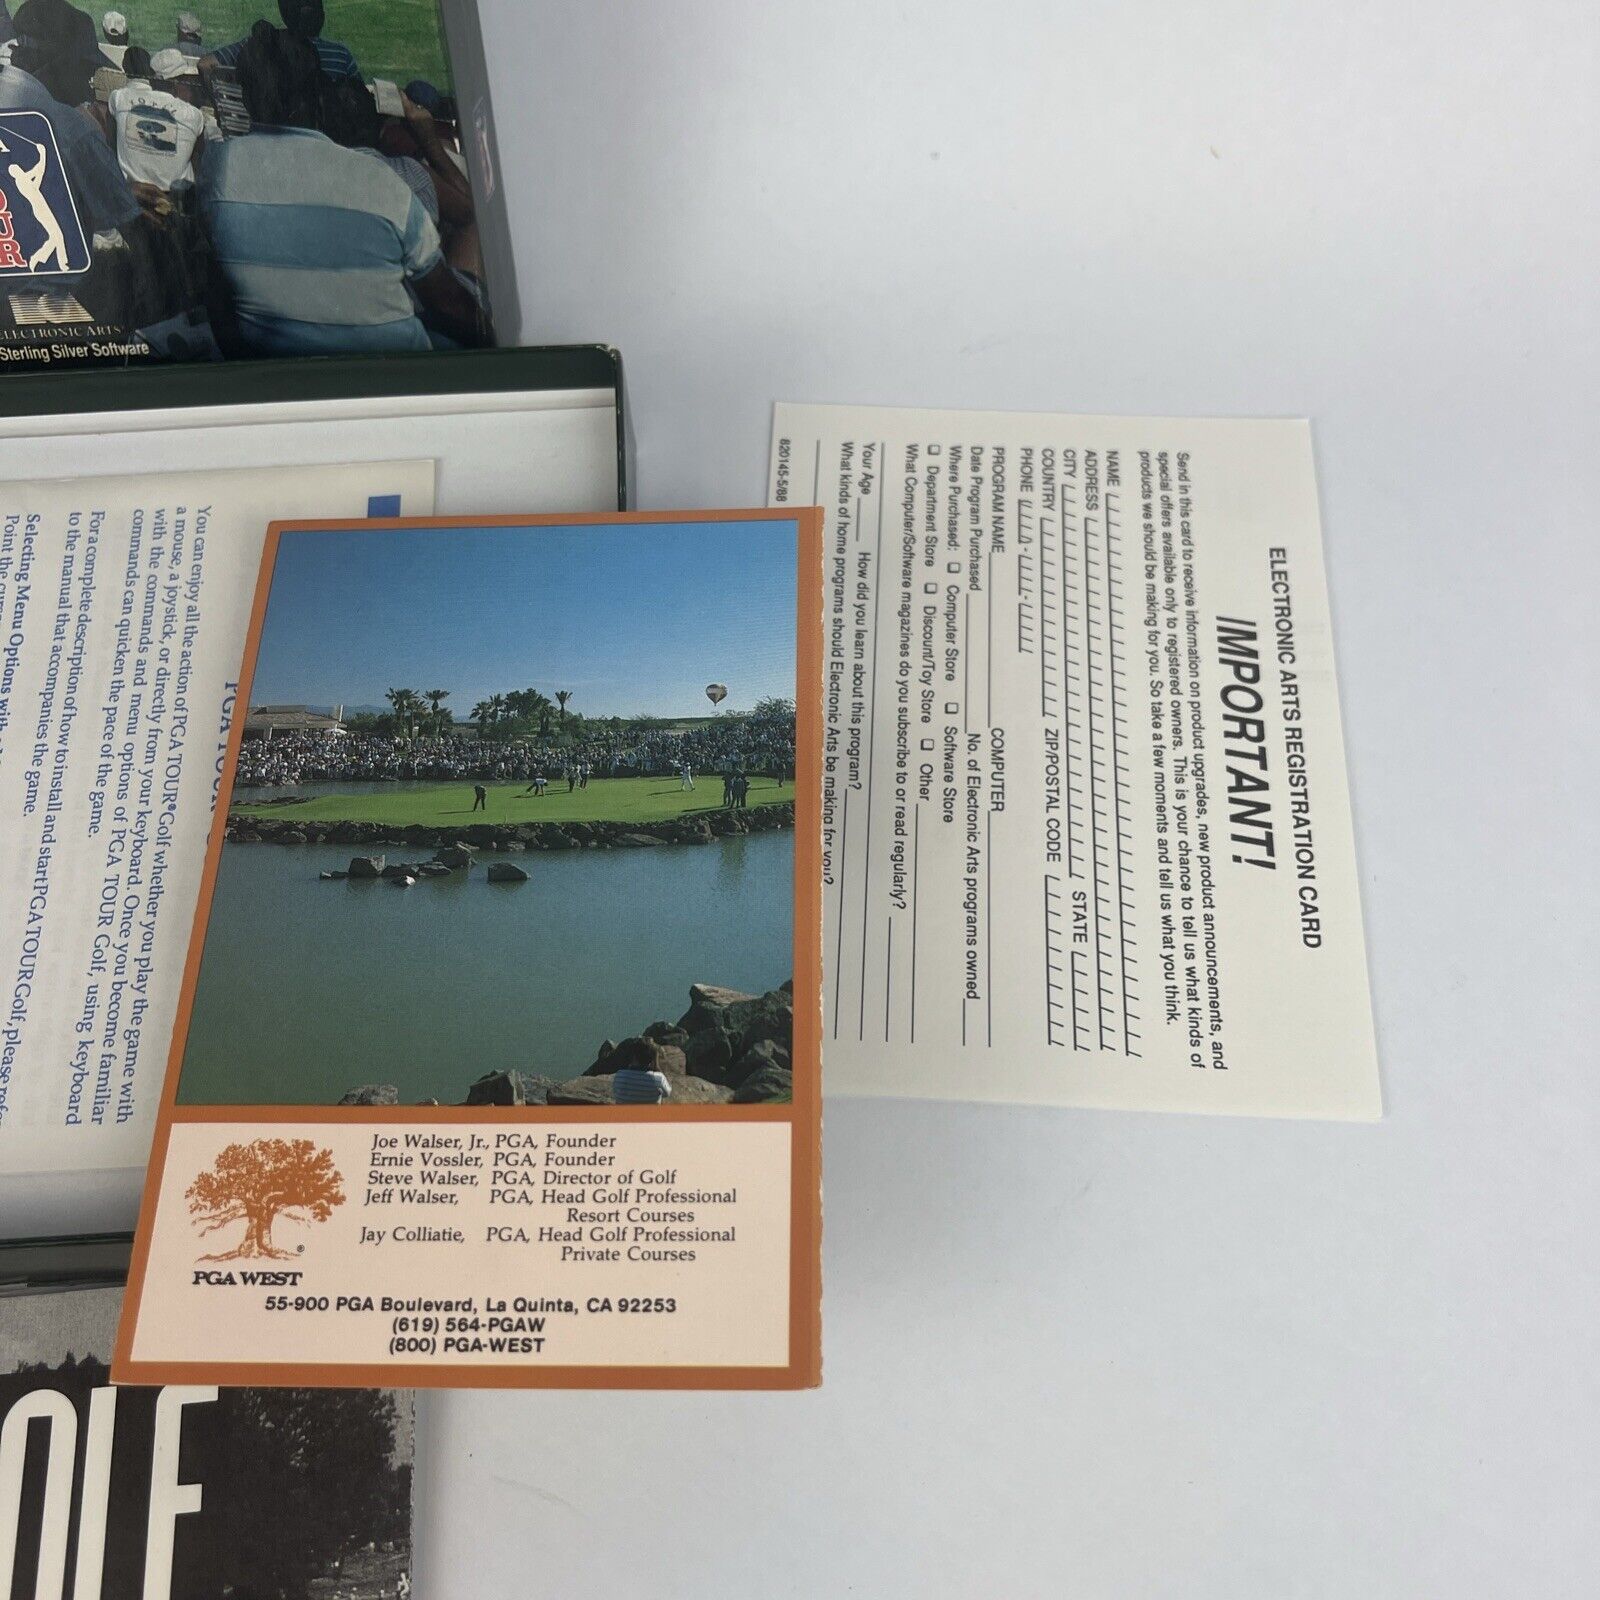 ELECTRONIC ARTS
Sterling Silver Software
You can enjoy all the action of PGA TOUR® Golf whether you play the game with
a mouse, a joystick, or directly from your keyboard. Once you become familiar
with the commands and menu options of PGA TOUR Golf, using keyboard
commands can quicken the pace of the game.
For a complete description of how to install and start PGA TOUR Golf, please refer
to the manual that accompanies the game.
Selecting Menu Options with
Point the
ELECTRONIC ARTS REGISTRATION CARD
IMPORTANT!
Send in this card to receive information on product upgrades, new product announcements, and
special offers available only to registered owners. This is your chance to tell us what kinds of
products we should be making for you. So take a few moments and tell us what you think.
NAME
ADDRESS
CITY STATE
COUNTRY ZIP/POSTAL CODE
PHONE
PROGRAM NAME COMPUTER
Date Program Purchased No. of Electronic Arts programs owned
Where Purchased: ❏ Computer Store ❏ Software Store
❏ Department Store ❏ Discount/Toy Store ❏ Other
What Computer/Software magazines do you subscribe to or read regularly?
Your Age How did you learn about this program?
What kinds of home programs should Electronic Arts be making for you?
820145-5/88
Joe Walser, Jr., PGA, Founder
Ernie Vossler, PGA, Founder
Steve Walser, PGA, Director of Golf
Jeff Walser, PGA, Head Golf Professional
Resort Courses
Jay Colliatie, PGA, Head Golf Professional
Private Courses
PGA WEST
55-900 PGA Boulevard, La Quinta, CA 92253
(619) 564-PGAW
(800) PGA-WEST
OLF